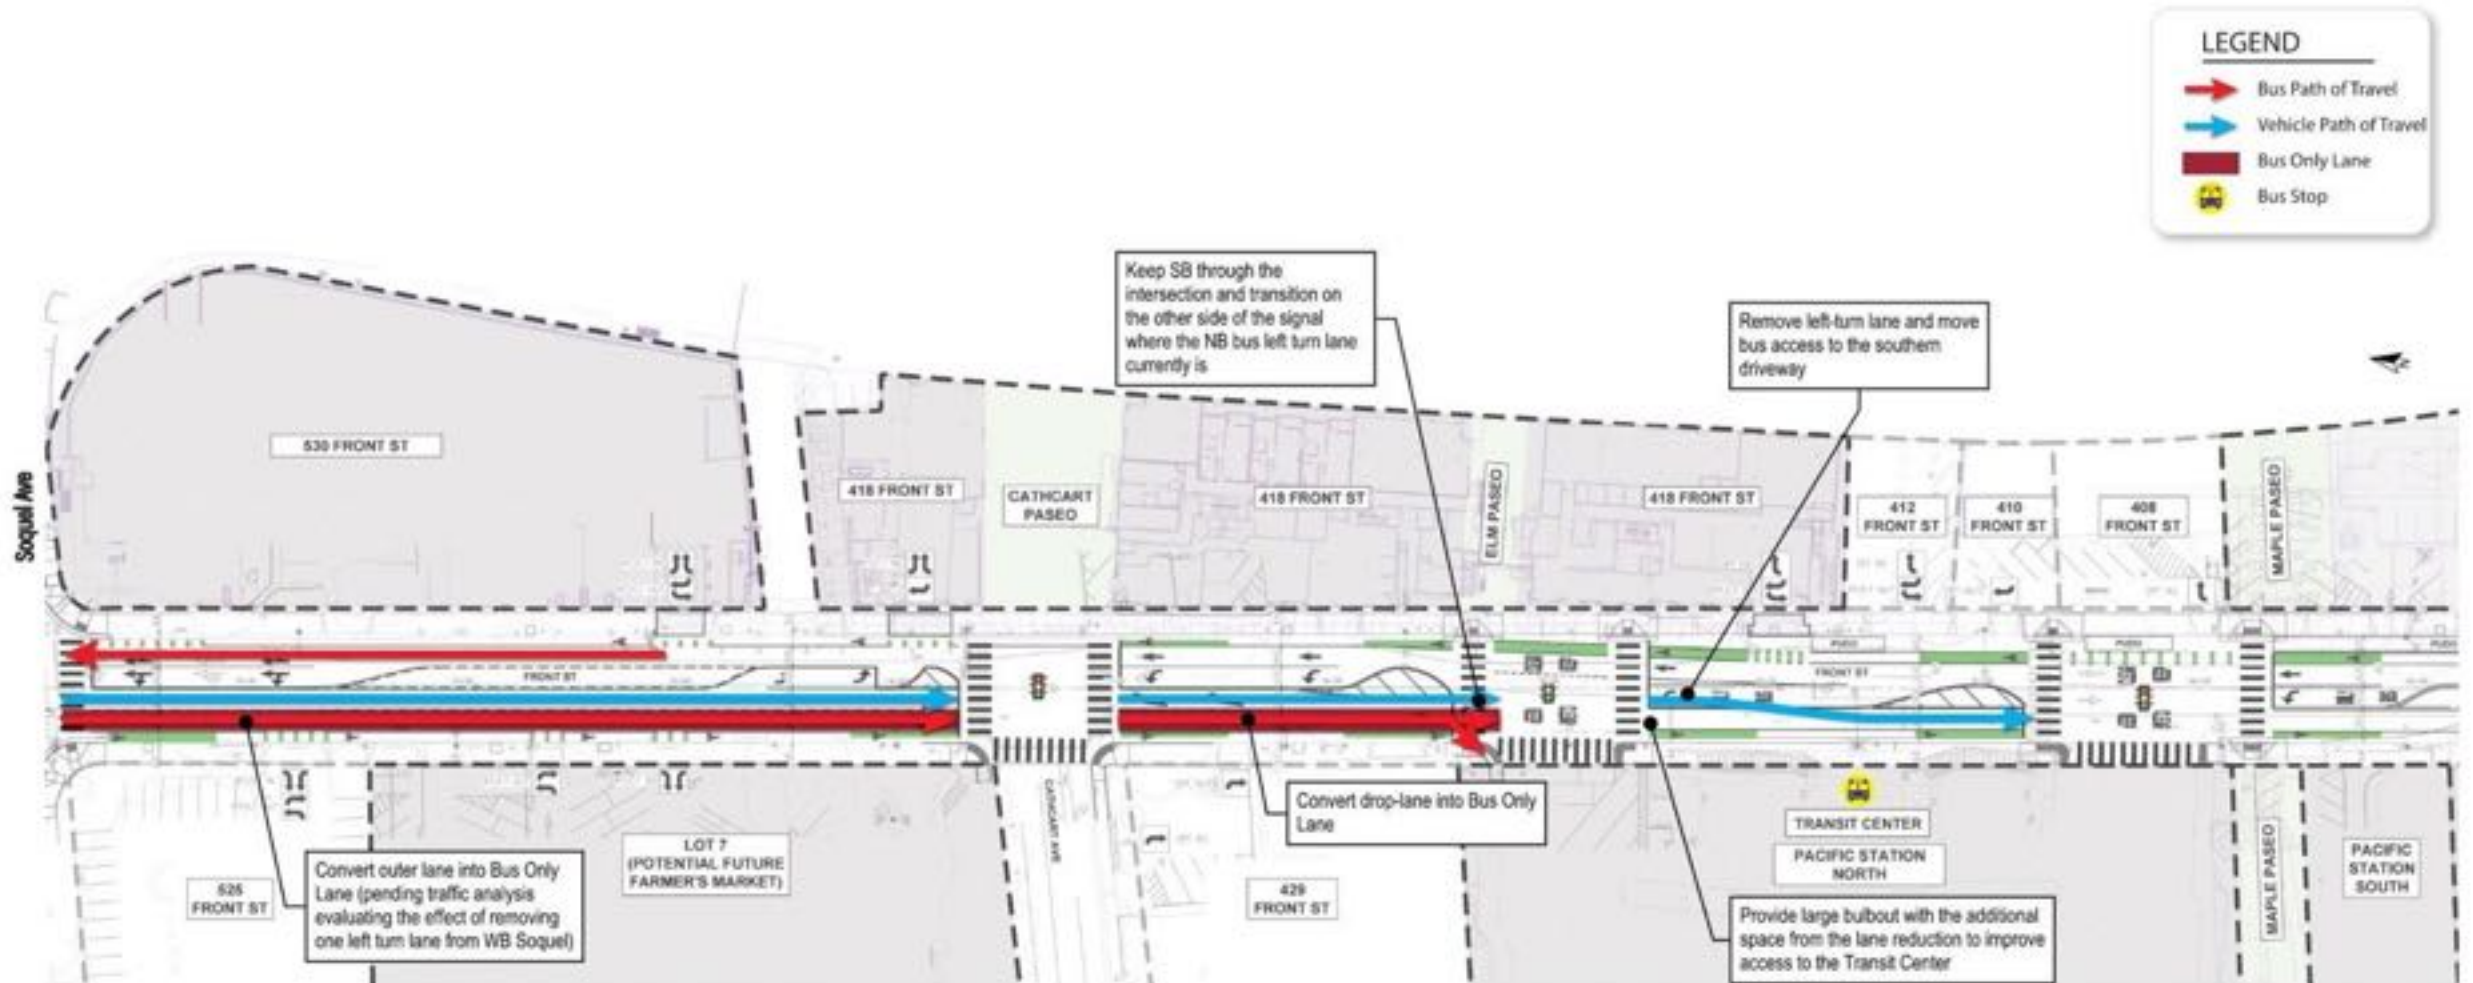 LEGEND
Bus Path of Travel
Vehicle Path of Travel
Bus Only Lane
Bus Stop
Keep SB through the
intersection and transition on
the other side of the signal
where the NB bus left turn lane
currently is
Remove left-turn lane and move
bus access to the southern
driveway
Soquel Ave
530 FRONT ST
418 FRONT ST
CATHCART
PASEO
418 FRONT ST
ELM PASEO
418 FRONT ST
412
FRONT ST
410
FRONT ST
408
FRONT ST
MAPLE PASEO
FRONT ST
FRONT ST
Convert drop-lane into Bus Only
Lane
TRANSIT CENTER
PACIFIC STATION
NORTH
CATHCART AVE
LOT 7
(POTENTIAL FUTURE
FARMER'S MARKET)
525
FRONT ST
429
FRONT ST
MAPLE PASEO
PACIFIC
STATION
SOUTH
Convert outer lane into Bus Only
Lane (pending traffic analysis
evaluating the effect of removing
one left turn lane from WB Soquel)
Provide large bulbout with the additional
space from the lane reduction to improve
access to the Transit Center